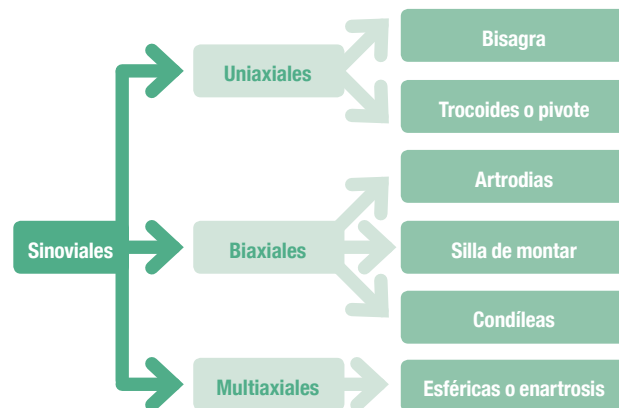 Sinoviales
Uniaxiales
Bisagra
Trocoides o pivote
Biaxiales
Artrodias
Silla de montar
Condíleas
Multiaxiales
Esféricas o enartrosis